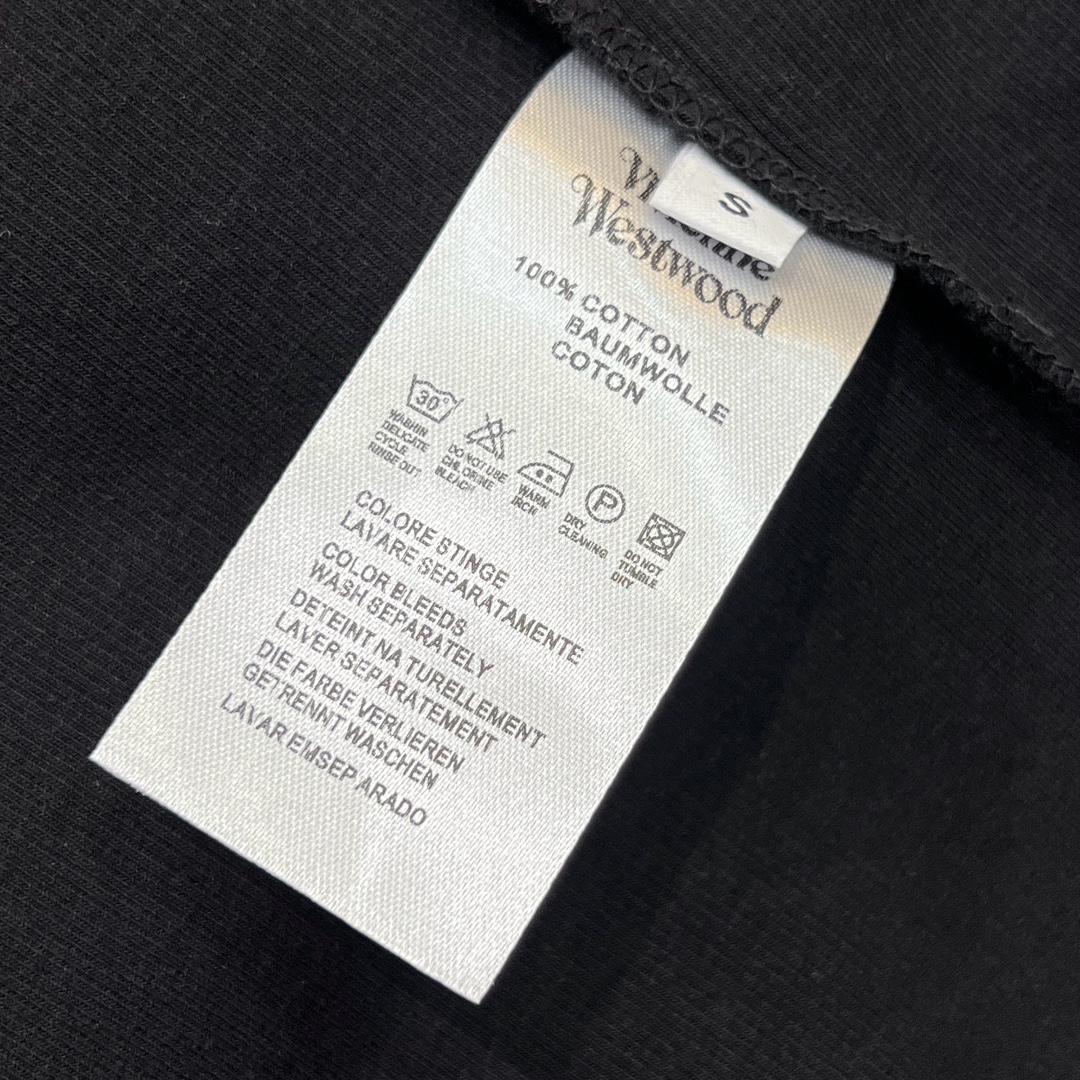 S
Vivienne
Westwood
100% COTTON
BAUMWOLLE
COTON
30°
WASHIN
DELICATE
CYCLE
RINSE OUT
DO NOT USE
CHLORINE
BLEACH
WARM
IRON
P
DRY
CLEANING
DO NOT
TUMBLE
DRY
COLORE STINGE
LAVARE SEPARATAMENTE
COLOR BLEEDS
WASH SEPARATELY
DETEINT NA TURELLEMENT
LAVER SEPARATEMENT
DIE FARBE VERLIEREN
GETRENNT WASCHEN
LAVAR EMSEP ARADO